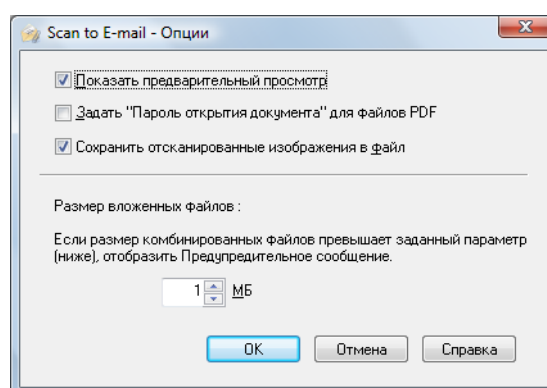 Scan to E-mail - Опции
Показать предварительный просмотр
Задать "Пароль открытия документа" для файлов PDF
Сохранить отсканированные изображения в файл
Размер вложенных файлов :
Если размер комбинированных файлов превышает заданный параметр
(ниже), отобразить Предупредительное сообщение.
1 МБ
OK Отмена Справка